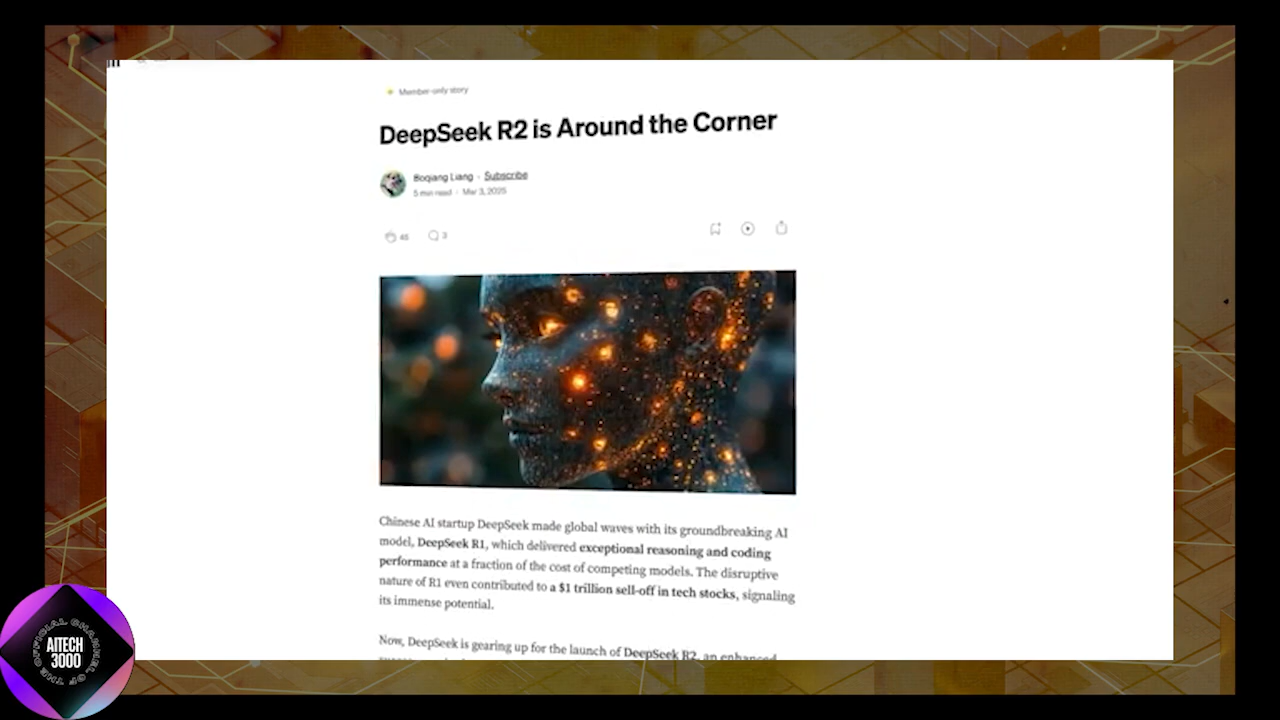 Member-only story
DeepSeek R2 is Around the Corner
Boqiang Liang · Subscribe
5 min read · Mar 3, 2025
45 3
Chinese AI startup DeepSeek made global waves with its groundbreaking AI
model, DeepSeek R1, which delivered exceptional reasoning and coding
performance at a fraction of the cost of competing models. The disruptive
nature of R1 even contributed to a $1 trillion sell-off in tech stocks, signaling
its immense potential.
Now, DeepSeek is gearing up for the launch of DeepSeek R2, an enhanced
AITECH
3000
OFFICIAL CHANNEL OF THE